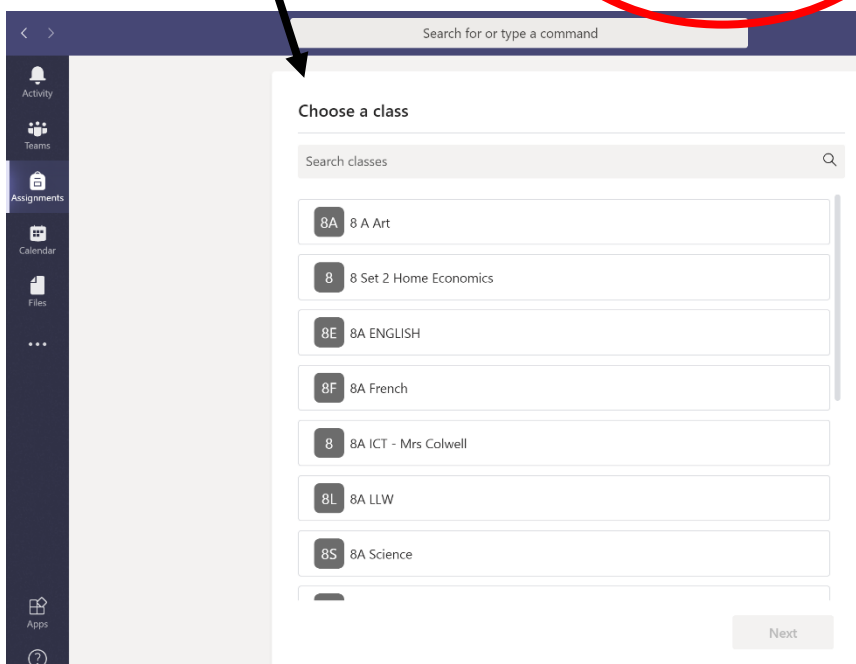 Search for or type a command
Activity
Teams
Assignments
Calendar
Files
Apps
Choose a class
Search classes
8A 8 A Art
8 8 Set 2 Home Economics
8E 8A ENGLISH
8F 8A French
8 8A ICT - Mrs Colwell
8L 8A LLW
8S 8A Science
Next